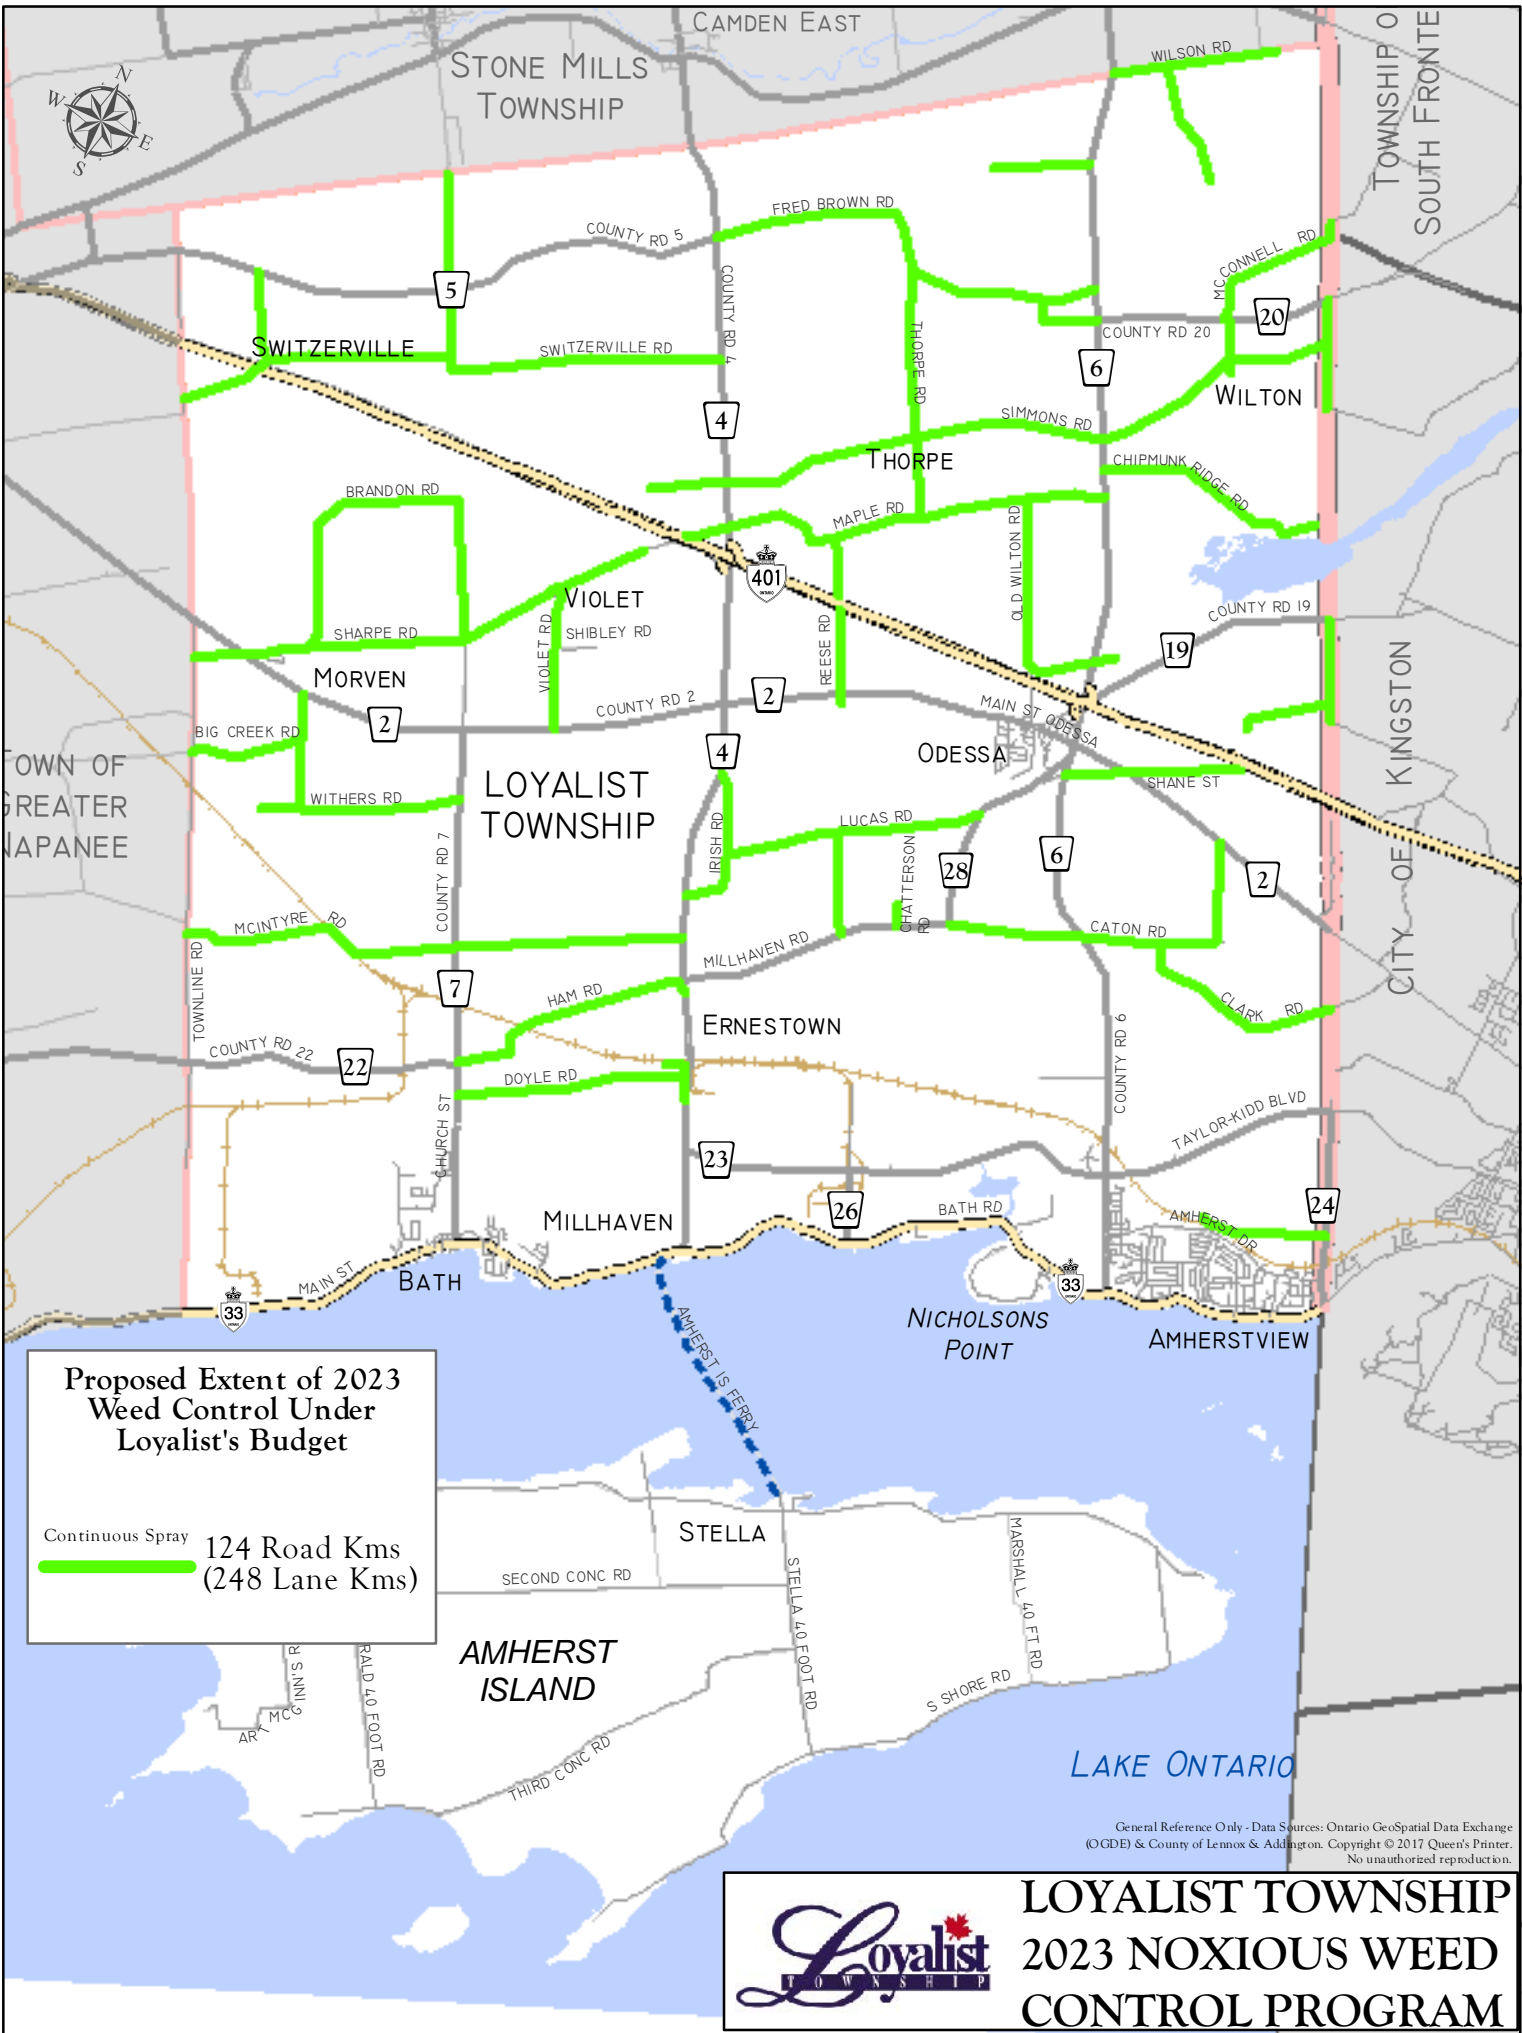 CAMDEN EAST
STONE MILLS
TOWNSHIP
TOWNSHIP O
SOUTH FRONTE
N
W
E
S
WILSON RD
FRED BROWN RD
COUNTY RD 5
MC CONNELL RD
5
COUNTY RD 4
20
COUNTY RD 20
THORPE RD
SWITZERVILLE
SWITZERVILLE RD
6
WILTON
4
SIMMONS RD
THORPE
CHIPMUNK RIDGE RD
BRANDON RD
MAPLE RD
OLD WILTON RD
401
ONTARIO
VIOLET
COUNTY RD 19
SHARPE RD
VIOLET RD
SHIBLEY RD
REESE RD
19
MORVEN
2
COUNTY RD 2
2
MAIN ST ODESSA
BIG CREEK RD
4
ODESSA
OWN OF
GREATER
NAPANEE
CITY OF KINGSTON
SHANE ST
WITHERS RD
LOYALIST
TOWNSHIP
COUNTY RD 7
IRISH RD
LUCAS RD
CHATTERSON
RD
28
6
2
MCINTYRE RD
TOWNLINE RD
MILLHAVEN RD
CATON RD
7
HAM RD
CLARK RD
ERNESTOWN
COUNTY RD 22
22
COUNTY RD 6
DOYLE RD
CHURCH ST
TAYLOR-KIDD BLVD
23
26
24
MILLHAVEN
BATH RD
AMHERST DR
MAIN ST
BATH
33
ONTARIO
33
ONTARIO
NICHOLSONS
POINT
AMHERSTVIEW
AMHERST IS FERRY
Proposed Extent of 2023
Weed Control Under
Loyalist's Budget
Continuous Spray
124 Road Kms
(248 Lane Kms)
STELLA
SECOND CONC RD
STELLA 40 FOOT RD
MARSHALL 40 FT RD
AMHERST
ISLAND
INN'S R
ART MCG
RALD 40 FOOT RD
THIRD CONC RD
S SHORE RD
LAKE ONTARIO
General Reference Only - Data Sources: Ontario GeoSpatial Data Exchange
(OGDE) & County of Lennox & Addington. Copyright © 2017 Queen's Printer.
No unauthorized reproduction.
Loyalist
TOWNSHIP
LOYALIST TOWNSHIP
2023 NOXIOUS WEED
CONTROL PROGRAM